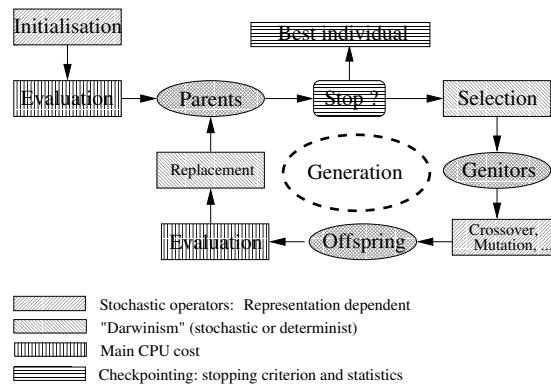 Initialisation
Best individual
Evaluation
Parents
Stop ?
Selection
Replacement
Generation
Genitors
Evaluation
Offspring
Crossover,
Mutation, ...
Stochastic operators: Representation dependent
"Darwinism" (stochastic or determinist)
Main CPU cost
Checkpointing: stopping criterion and statistics